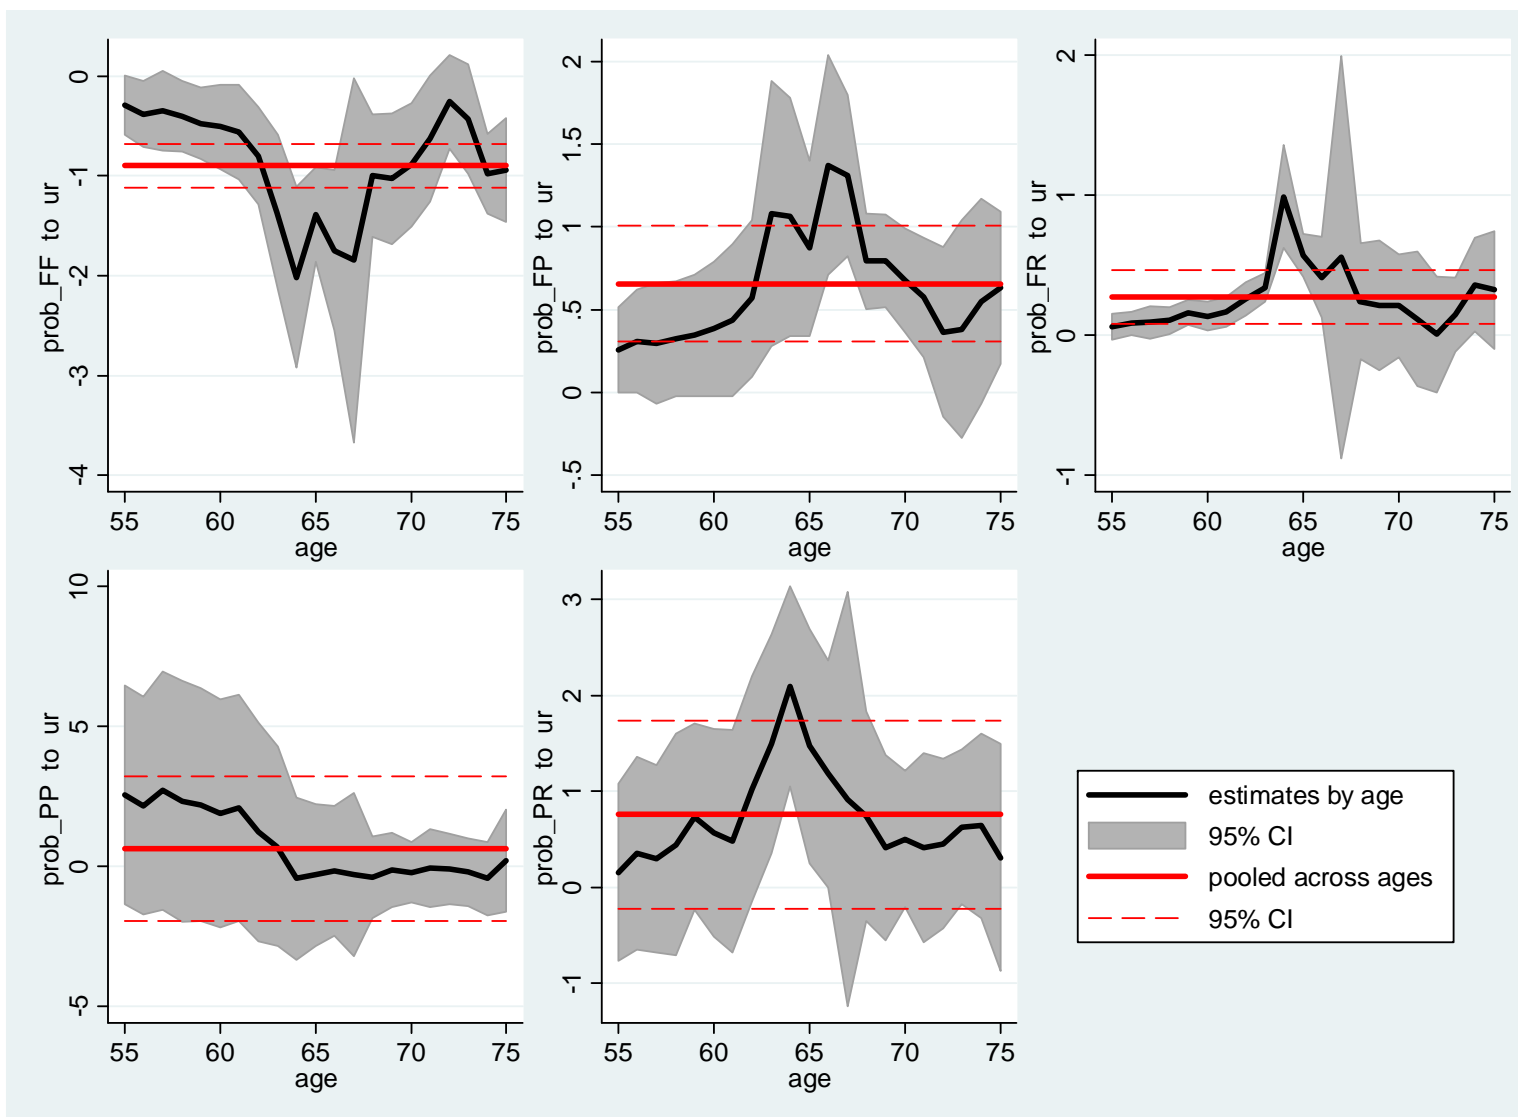 prob_FF to ur
0
-1
-2
-3
-4
55 60 65 70 75
age
prob_FP to ur
2
1.5
1
.5
0
-.5
55 60 65 70 75
age
prob_FR to ur
2
1
0
-1
55 60 65 70 75
age
prob_PP to ur
10
5
0
-5
55 60 65 70 75
age
prob_PR to ur
3
2
1
0
-1
55 60 65 70 75
age
estimates by age
95% CI
pooled across ages
95% CI